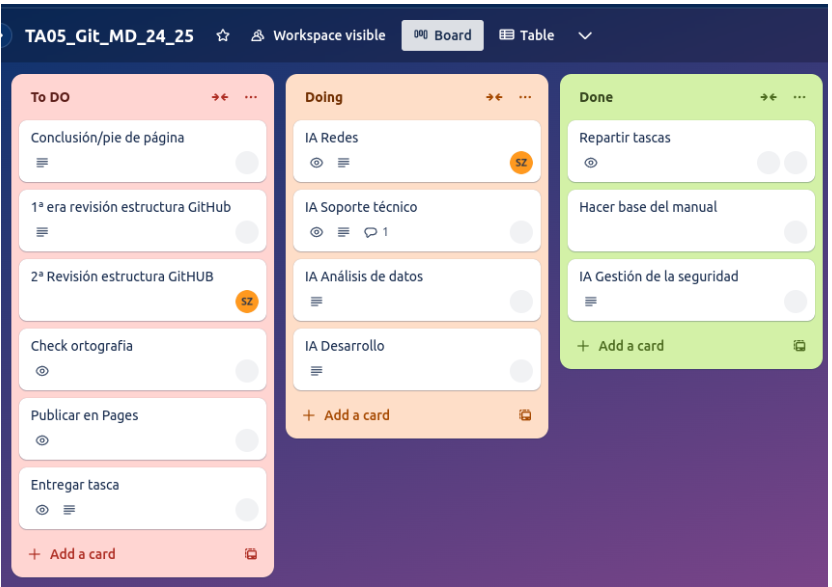 TA05_Git_MD_24_25 Workspace visible Board Table
To DO
Conclusión/pie de página
1ª era revisión estructura GitHub
2ª Revisión estructura GitHUB
SZ
Check ortografia
Publicar en Pages
Entregar tasca
+ Add a card
Doing
IA Redes
SZ
IA Soporte técnico
1
IA Análisis de datos
IA Desarrollo
+ Add a card
Done
Repartir tascas
Hacer base del manual
IA Gestión de la seguridad
+ Add a card